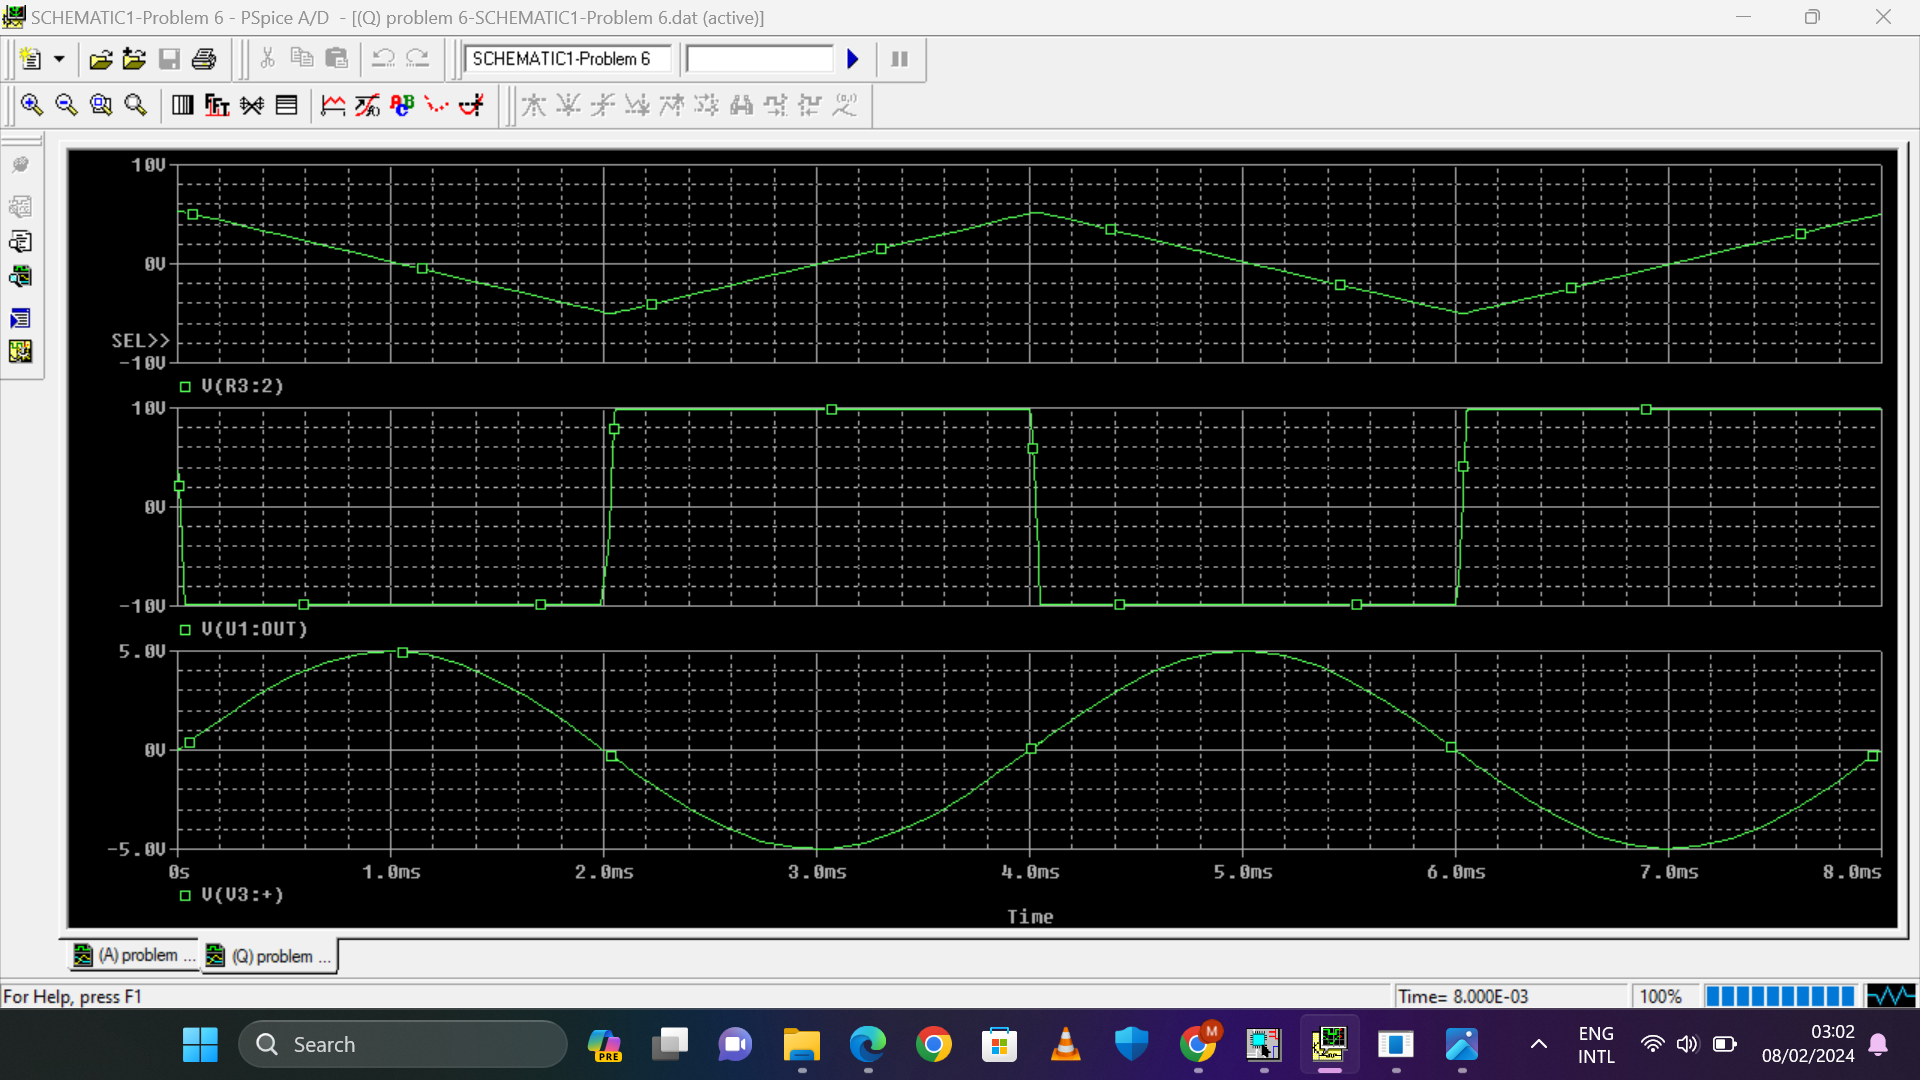 SCHEMATIC1-Problem 6 - PSpice A/D - [(Q) problem 6-SCHEMATIC1-Problem 6.dat (active)]
SCHEMATIC1-Problem 6
FFT
10V
0V
SEL>>
-10V
V(R3:2)
10V
0V
-10V
V(U1:OUT)
5.0V
0V
-5.0V
0s 1.0ms 2.0ms 3.0ms 4.0ms 5.0ms 6.0ms 7.0ms 8.0ms
V(V3:+)
Time
(A) problem ... (Q) problem ...
For Help, press F1 Time= 8.000E-03 100%
Search PRE M ENG INTL 03:02
08/02/2024